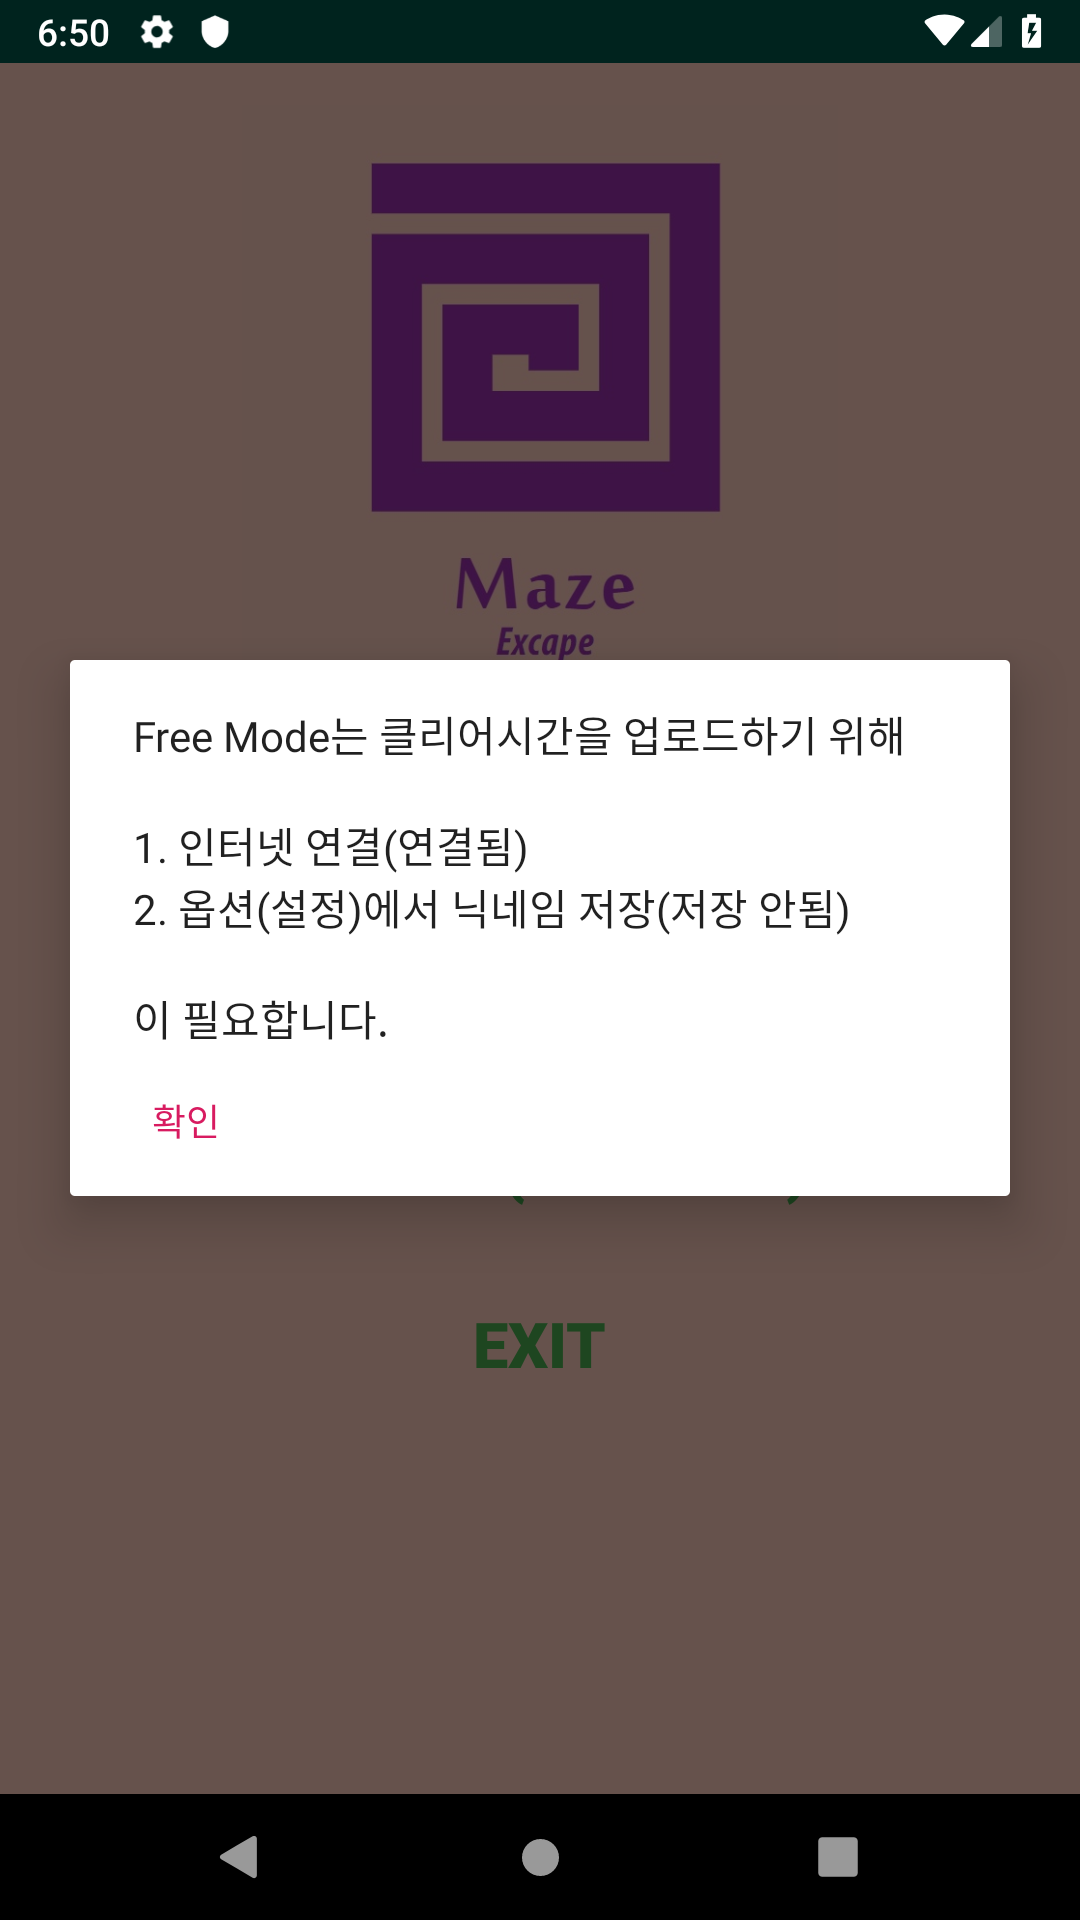 6:50
Maze
Excape
Free Mode는 클리어시간을 업로드하기 위해
1. 인터넷 연결(연결됨)
2. 옵션(설정)에서 닉네임 저장(저장 안됨)
이 필요합니다.
확인
EXIT